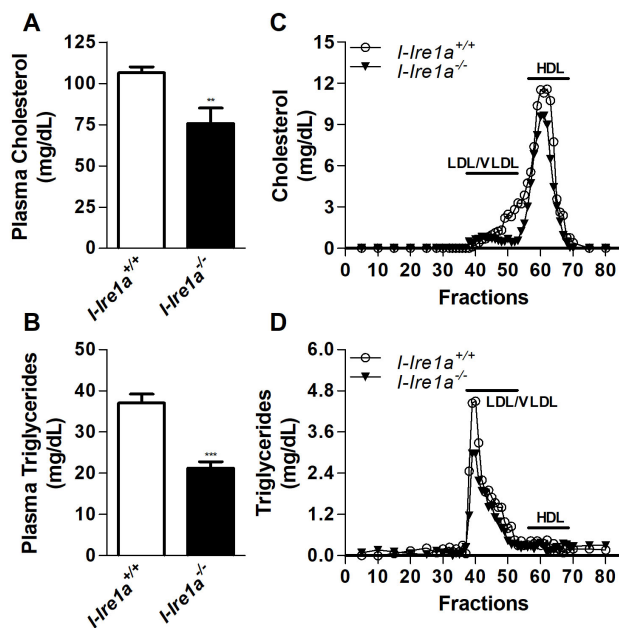 A
Plasma Cholesterol
(mg/dL)
125
100
75
50
25
0
**
l-Ire1a+/+
l-Ire1a-/-
C
Cholesterol
(mg/dL)
15
12
9
6
3
0
l-Ire1a+/+
l-Ire1a-/-
HDL
LDL/VLDL
0 10 20 30 40 50 60 70 80
Fractions
B
Plasma Triglycerides
(mg/dL)
50
40
30
20
10
0
***
l-Ire1a+/+
l-Ire1a-/-
D
Triglycerides
(mg/dL)
6.0
4.8
3.6
2.4
1.2
0.0
l-Ire1a+/+
l-Ire1a-/-
LDL/VLDL
HDL
0 10 20 30 40 50 60 70 80
Fractions